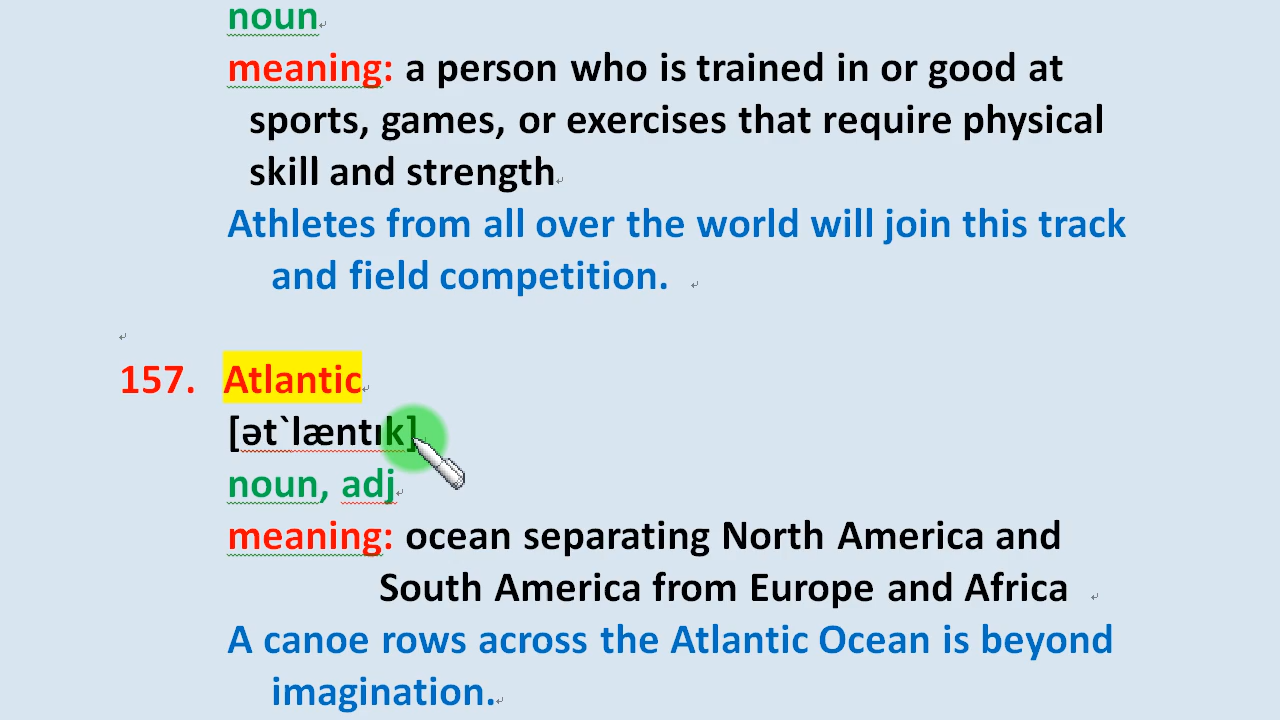 noun
meaning: a person who is trained in or good at
sports, games, or exercises that require physical
skill and strength
Athletes from all over the world will join this track
and field competition.
157. Atlantic
[ət`læntɪk]
noun, adj
meaning: ocean separating North America and
South America from Europe and Africa
A canoe rows across the Atlantic Ocean is beyond
imagination.